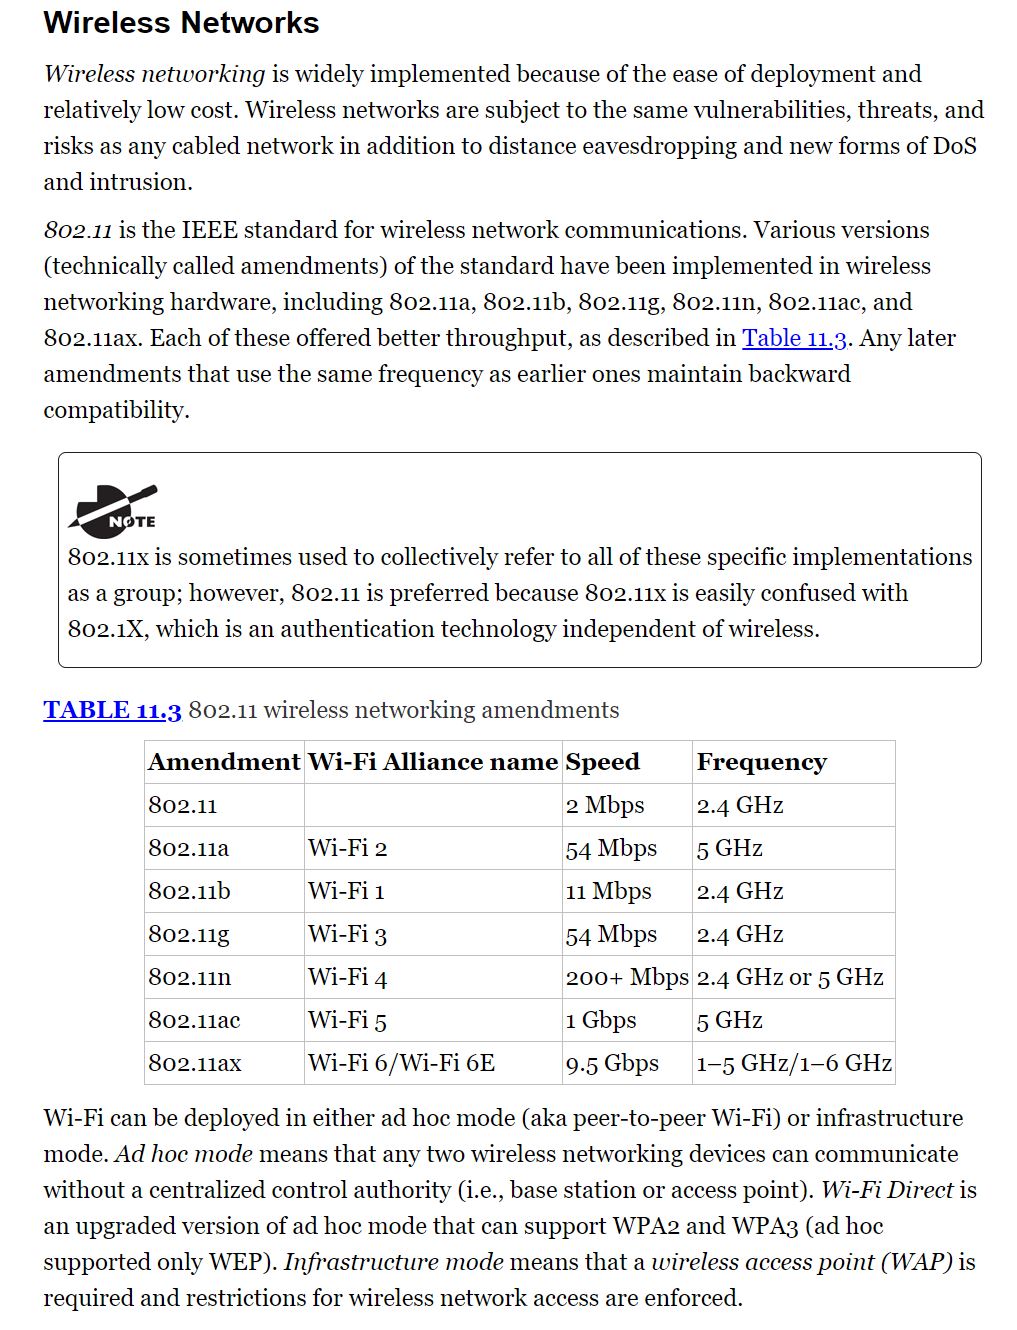 Wireless Networks
Wireless networking is widely implemented because of the ease of deployment and
relatively low cost. Wireless networks are subject to the same vulnerabilities, threats, and
risks as any cabled network in addition to distance eavesdropping and new forms of DoS
and intrusion.
802.11 is the IEEE standard for wireless network communications. Various versions
(technically called amendments) of the standard have been implemented in wireless
networking hardware, including 802.11a, 802.11b, 802.11g, 802.11n, 802.11ac, and
802.11ax. Each of these offered better throughput, as described in Table 11.3. Any later
amendments that use the same frequency as earlier ones maintain backward
compatibility.
NOTE
802.11x is sometimes used to collectively refer to all of these specific implementations
as a group; however, 802.11 is preferred because 802.11x is easily confused with
802.1X, which is an authentication technology independent of wireless.
TABLE 11.3 802.11 wireless networking amendments
Amendment Wi-Fi Alliance name Speed Frequency
802.11 2 Mbps 2.4 GHz
802.11a Wi-Fi 2 54 Mbps 5 GHz
802.11b Wi-Fi 1 11 Mbps 2.4 GHz
802.11g Wi-Fi 3 54 Mbps 2.4 GHz
802.11n Wi-Fi 4 200+ Mbps 2.4 GHz or 5 GHz
802.11ac Wi-Fi 5 1 Gbps 5 GHz
802.11ax Wi-Fi 6/Wi-Fi 6E 9.5 Gbps 1–5 GHz/1–6 GHz
Wi-Fi can be deployed in either ad hoc mode (aka peer-to-peer Wi-Fi) or infrastructure
mode. Ad hoc mode means that any two wireless networking devices can communicate
without a centralized control authority (i.e., base station or access point). Wi-Fi Direct is
an upgraded version of ad hoc mode that can support WPA2 and WPA3 (ad hoc
supported only WEP). Infrastructure mode means that a wireless access point (WAP) is
required and restrictions for wireless network access are enforced.